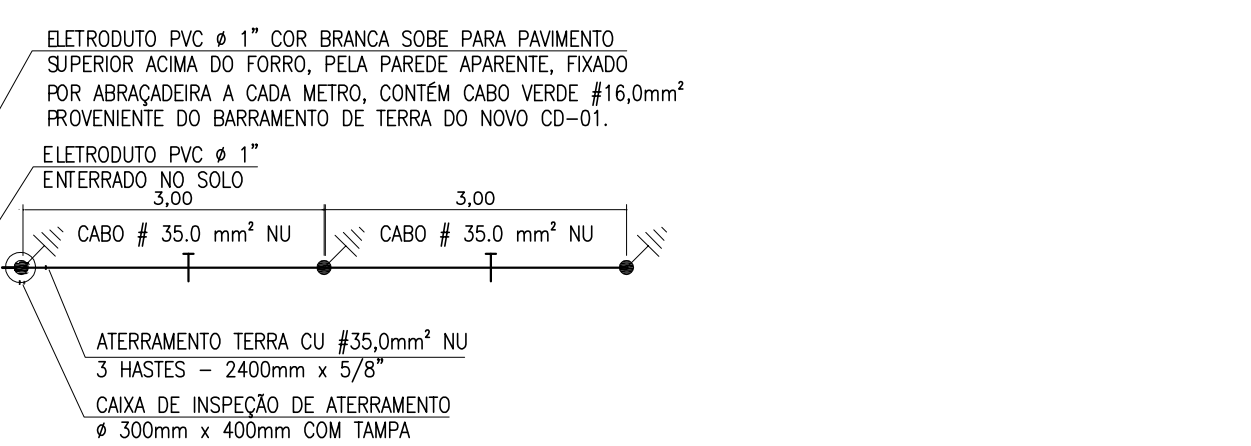 ELETRODUTO PVC ø 1" COR BRANCA SOBE PARA PAVIMENTO
SUPERIOR ACIMA DO FORRO, PELA PAREDE APARENTE, FIXADO
POR ABRAÇADEIRA A CADA METRO, CONTÉM CABO VERDE #16,0mm²
PROVENIENTE DO BARRAMENTO DE TERRA DO NOVO CD-01.
ELETRODUTO PVC ø 1"
ENTERRADO NO SOLO
3,00 3,00
CABO # 35.0 mm² NU CABO # 35.0 mm² NU
ATERRAMENTO TERRA CU #35,0mm² NU
3 HASTES - 2400mm x 5/8"
CAIXA DE INSPEÇÃO DE ATERRAMENTO
ø 300mm x 400mm COM TAMPA